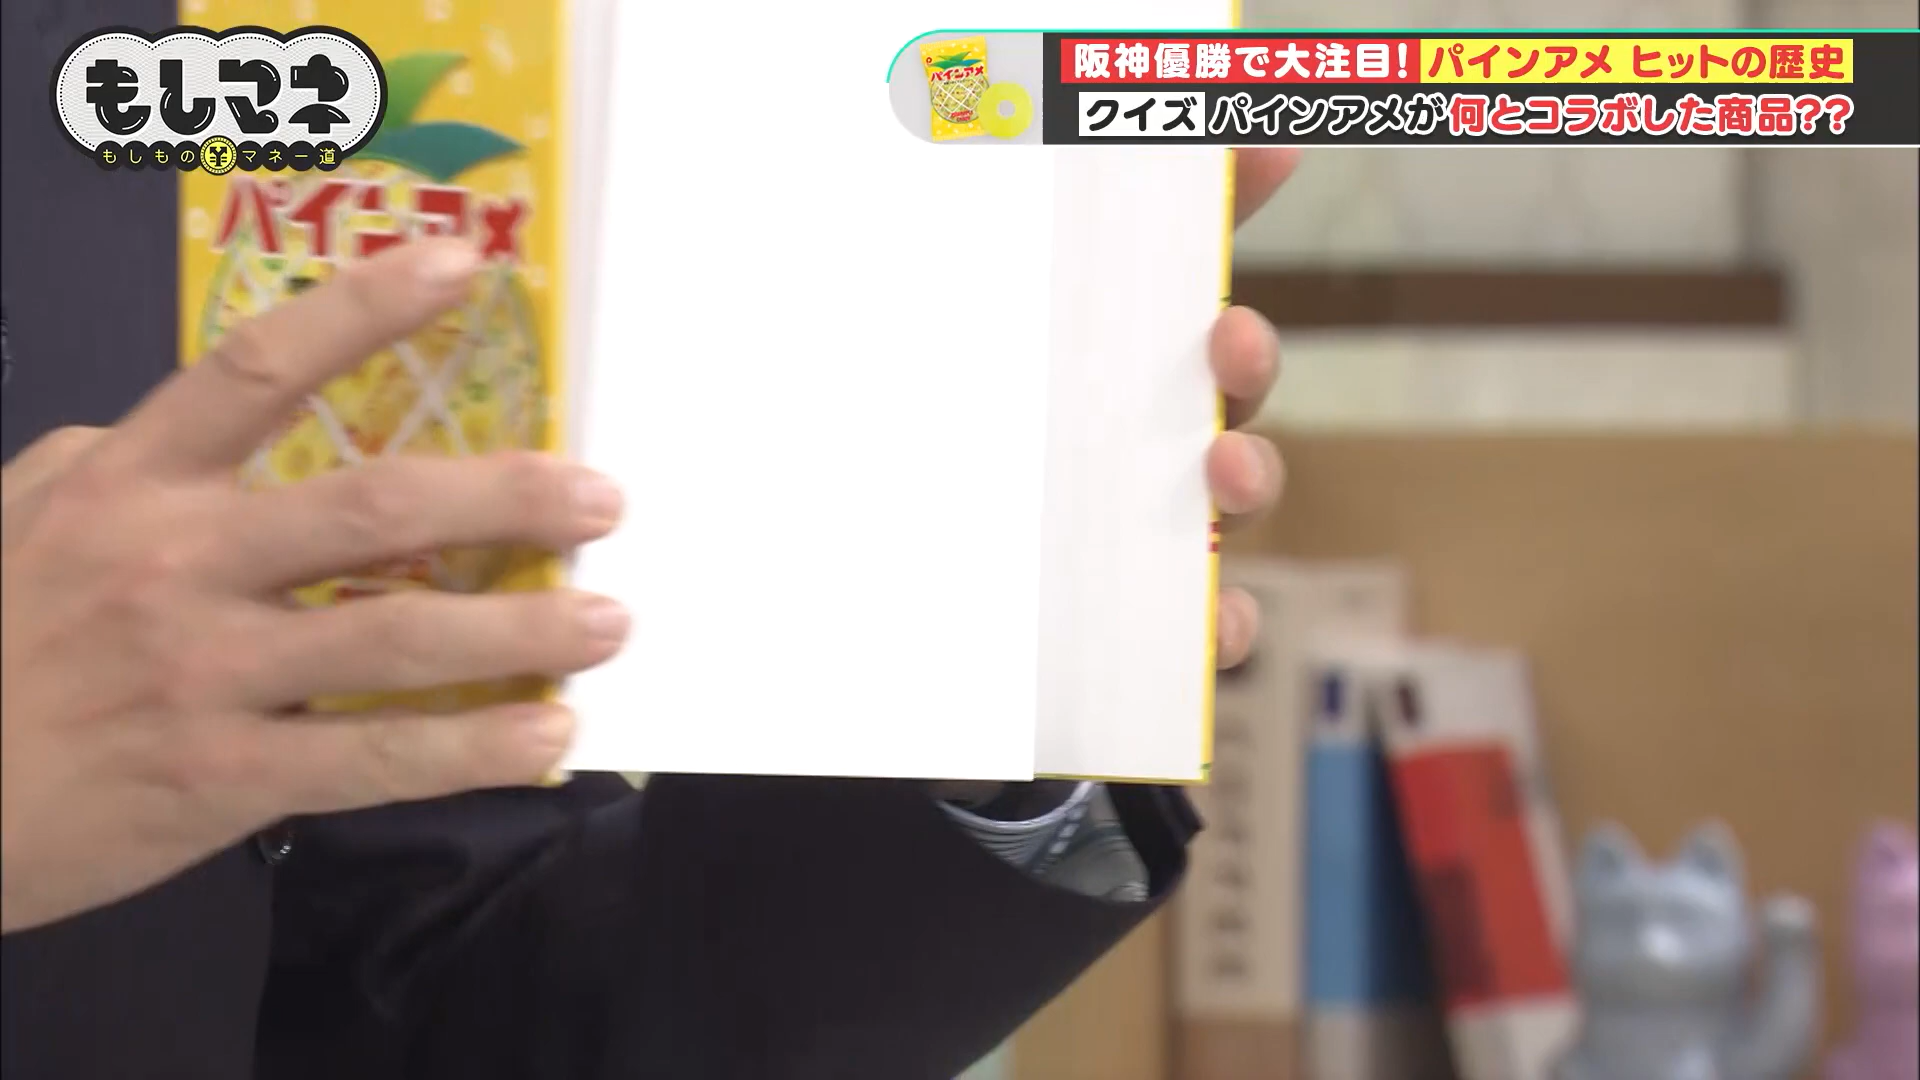 もしマネ
もしもの¥マネー道
パインアメ
阪神優勝で大注目! パインアメ ヒットの歴史
クイズ パインアメが何とコラボした商品??
パインアメ